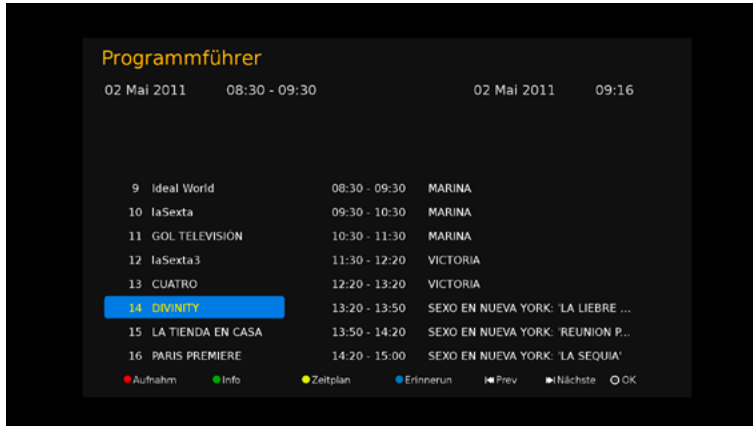 Programmführer
02 Mai 2011 08:30 - 09:30 02 Mai 2011 09:16
9 Ideal World 08:30 - 09:30 MARINA
10 laSexta 09:30 - 10:30 MARINA
11 GOL TELEVISIÓN 10:30 - 11:30 MARINA
12 laSexta3 11:30 - 12:20 VICTORIA
13 CUATRO 12:20 - 13:20 VICTORIA
14 DIVINITY 13:20 - 13:50 SEXO EN NUEVA YORK: 'LA LIEBRE ...
15 LA TIENDA EN CASA 13:50 - 14:20 SEXO EN NUEVA YORK: 'REUNION P...
16 PARIS PREMIERE 14:20 - 15:00 SEXO EN NUEVA YORK: 'LA SEQUIA'
Aufnahm Info Zeitplan Erinnerun Prev Nächste OK